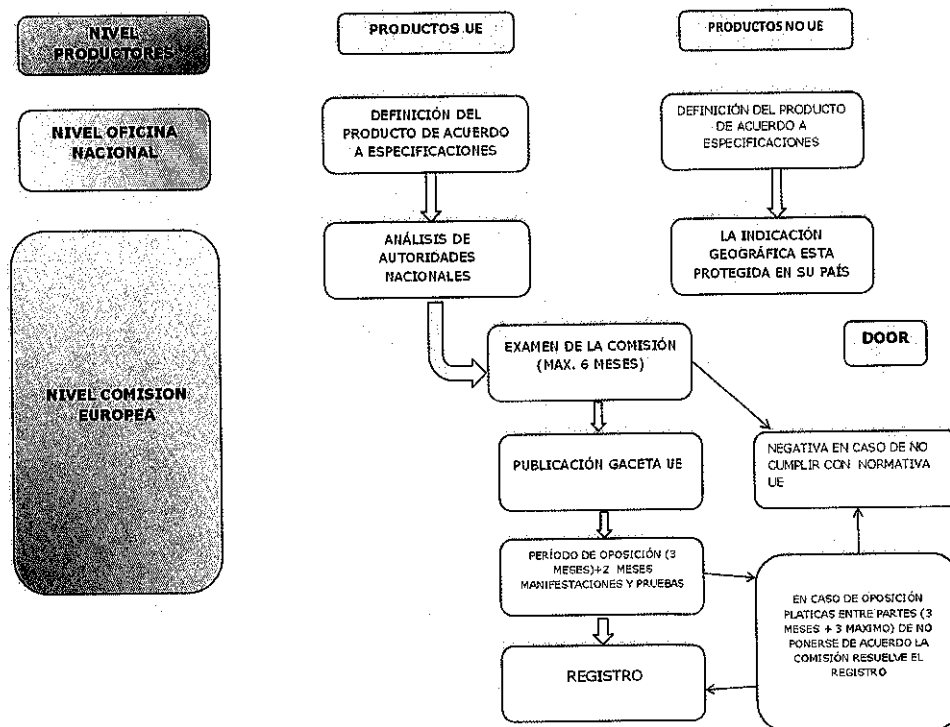 NIVEL
PRODUCTORES
PRODUCTOS UE
PRODUCTOS NO UE
NIVEL OFICINA
NACIONAL
DEFINICIÓN DEL
PRODUCTO DE ACUERDO
A ESPECIFICACIONES
DEFINICIÓN DEL PRODUCTO
DE ACUERDO A
ESPECIFICACIONES
ANÁLISIS DE
AUTORIDADES
NACIONALES
LA INDICACIÓN
GEOGRÁFICA ESTA
PROTEGIDA EN SU PAÍS
NIVEL COMISION
EUROPEA
EXAMEN DE LA COMISIÓN
(MAX. 6 MESES)
DOOR
PUBLICACIÓN GACETA UE
NEGATIVA EN CASO DE NO
CUMPLIR CON NORMATIVA
UE
PERÍODO DE OPOSICIÓN (3
MESES)+2 MESES
MANIFESTACIONES Y PRUEBAS
EN CASO DE OPOSICIÓN
PLATICAS ENTRE PARTES (3
MESES + 3 MAXIMO) DE NO
PONERSE DE ACUERDO LA
COMISIÓN RESUELVE EL
REGISTRO
REGISTRO